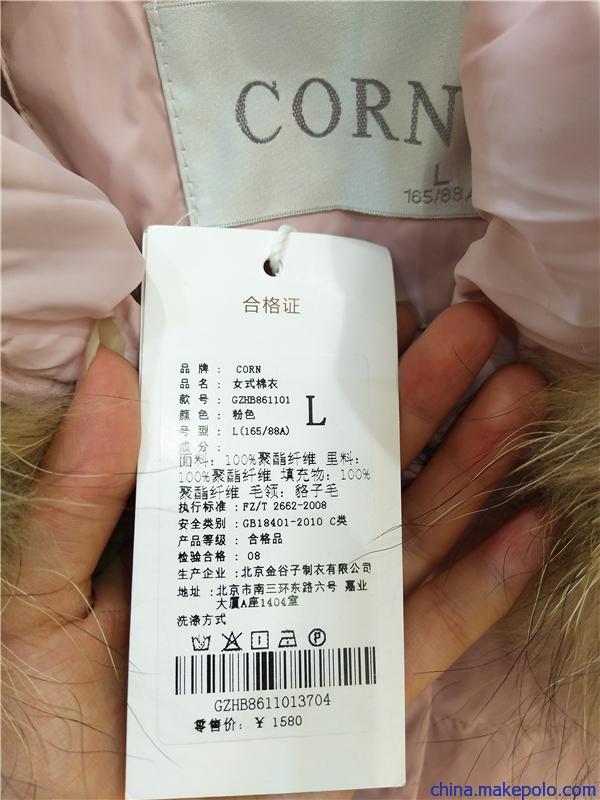 CORN
L
165/88A
合格证
品 牌： CORN
品 名： 女式棉衣
款 号： GZHB861101
颜 色： 粉色
L
号 型： L(165/88A)
成 分：
面料：100%聚酯纤维 里料：
100%聚酯纤维 填充物：100%
聚酯纤维 毛领：貉子毛
执行标准：FZ/T 2662-2008
安全类别：GB18401-2010 C类
产品等级：合格品
检验合格：08
生产企业：北京金谷子制衣有限公司
地址：北京市南三环东路六号 嘉业
大厦A座1404室
洗涤方式
GZHB8611013704
零售价：￥1580
china.makepolo.com